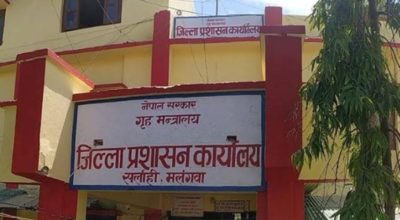 जिल्ला प्रशासन कार्यालय
नेपाल सरकार
गृह मन्त्रालय
जिल्ला प्रशासन कार्यालय
सर्लाही, मलंगवा